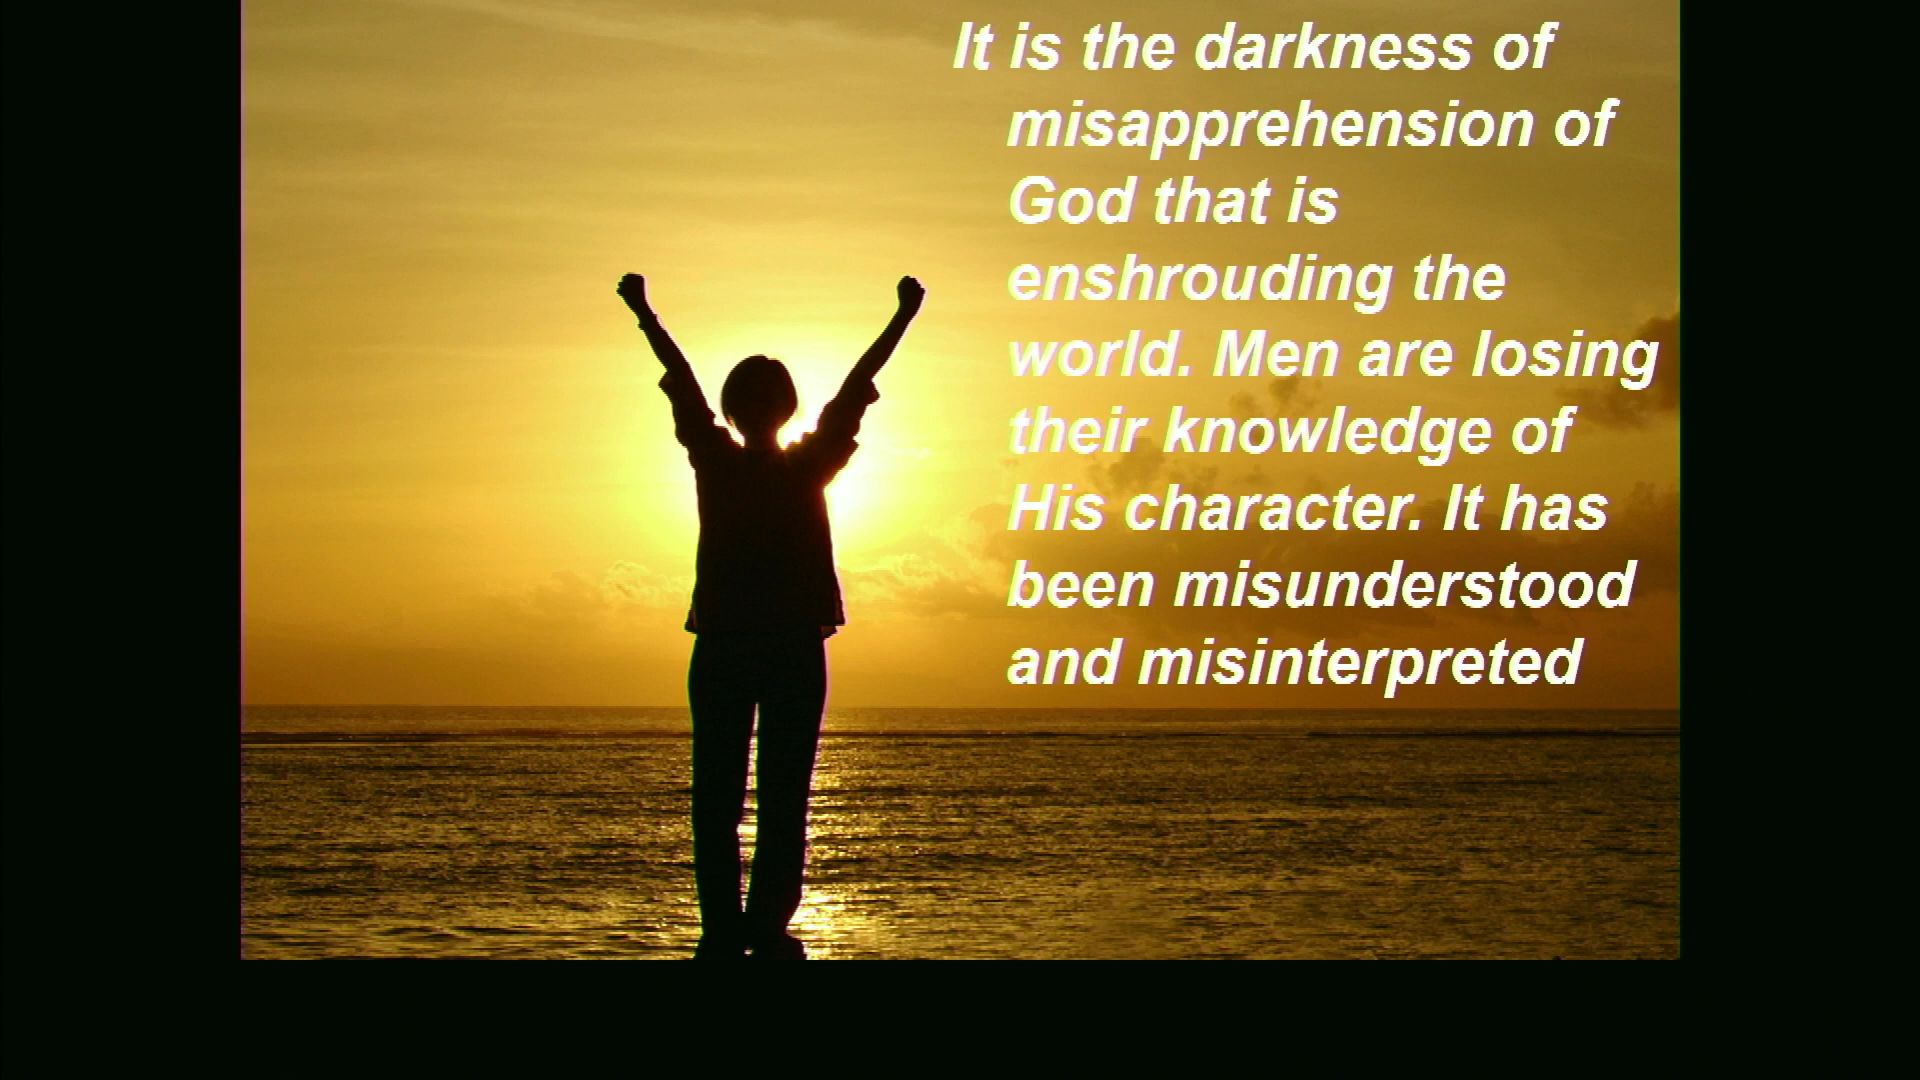 It is the darkness of
misapprehension of
God that is
enshrouding the
world. Men are losing
their knowledge of
His character. It has
been misunderstood
and misinterpreted